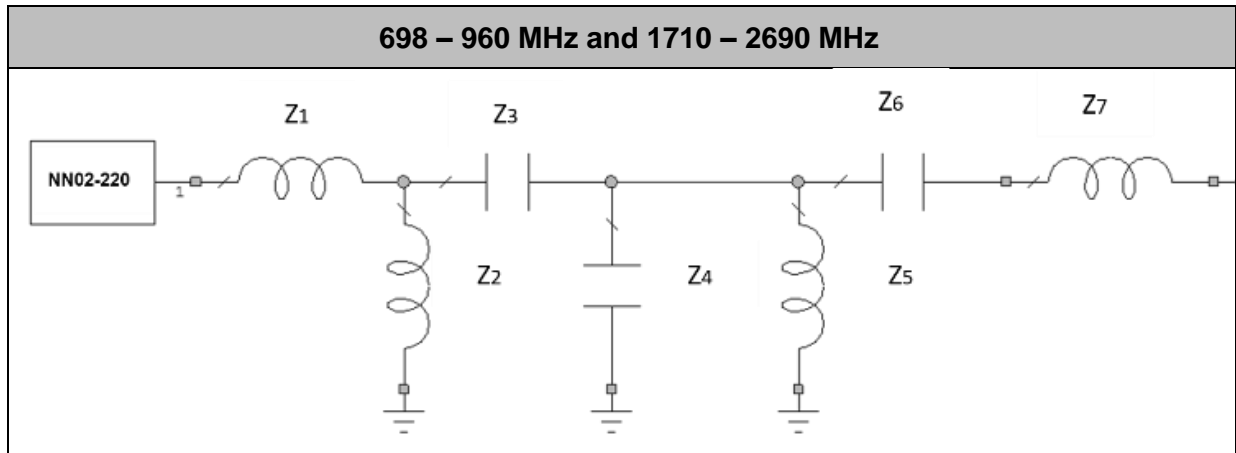 698 – 960 MHz and 1710 – 2690 MHz
Z1 Z3 Z6 Z7
NN02-220
1
Z2 Z4 Z5